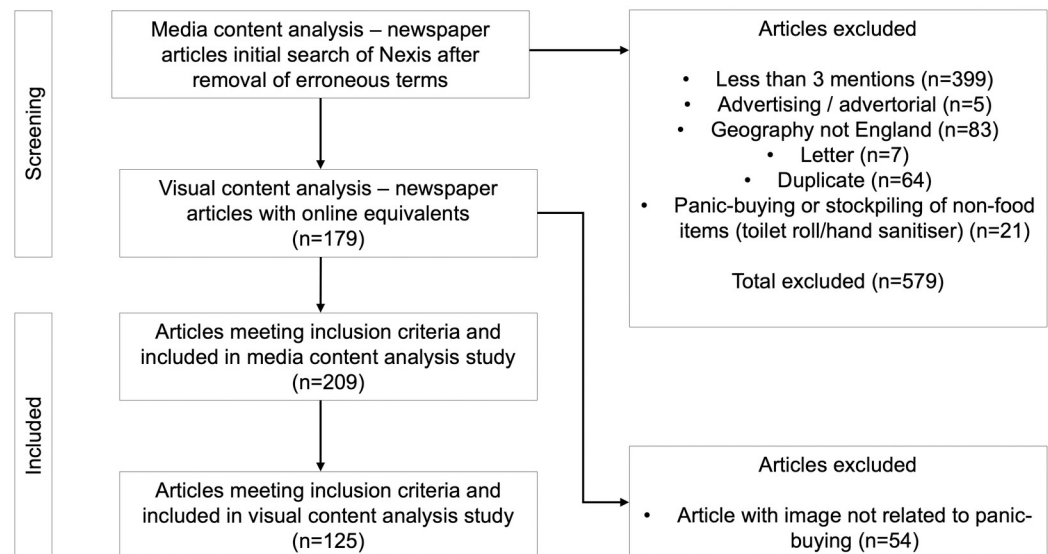 Screening
Media content analysis – newspaper
articles initial search of Nexis after
removal of erroneous terms
Articles excluded
• Less than 3 mentions (n=399)
• Advertising / advertorial (n=5)
• Geography not England (n=83)
• Letter (n=7)
• Duplicate (n=64)
• Panic-buying or stockpiling of non-food
items (toilet roll/hand sanitiser) (n=21)
Total excluded (n=579)
Visual content analysis – newspaper
articles with online equivalents
(n=179)
Included
Articles meeting inclusion criteria and
included in media content analysis study
(n=209)
Articles meeting inclusion criteria and
included in visual content analysis study
(n=125)
Articles excluded
• Article with image not related to panic-
buying (n=54)